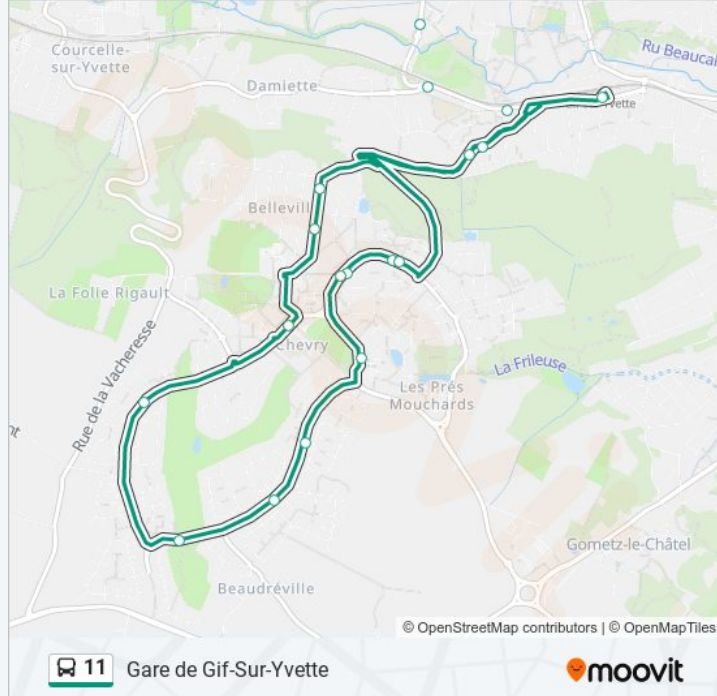 Courcelle-
sur-Yvette
Ru Beaucai
Damiette
Belleville
La Folie Rigault
Rue de la Vacheresse
Chevry
La Frileuse
Les Prés
Mouchards
Gometz-le-Châtel
Beaudréville
© OpenStreetMap contributors | © OpenMapTiles
11 Gare de Gif-Sur-Yvette
moovit